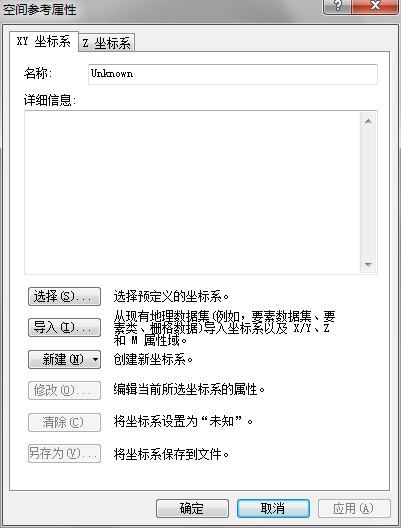 空间参考属性
XY 坐标系
Z 坐标系
名称:
Unknown
详细信息:
选择(S)...
选择预定义的坐标系。
导入(I)...
从现有地理数据集(例如，要素数据集、要
素类、栅格数据)导入坐标系以及 X/Y、Z
和 M 属性域。
新建(N)
创建新坐标系。
修改(O)...
编辑当前所选坐标系的属性。
清除(C)
将坐标系设置为“未知”。
另存为(V)...
将坐标系保存到文件。
确定
取消
应用(A)